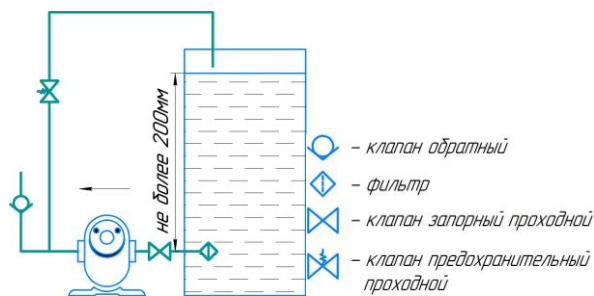 не более 200мм
– клапан обратный
– фильтр
– клапан запорный проходной
– клапан предохранительный
проходной